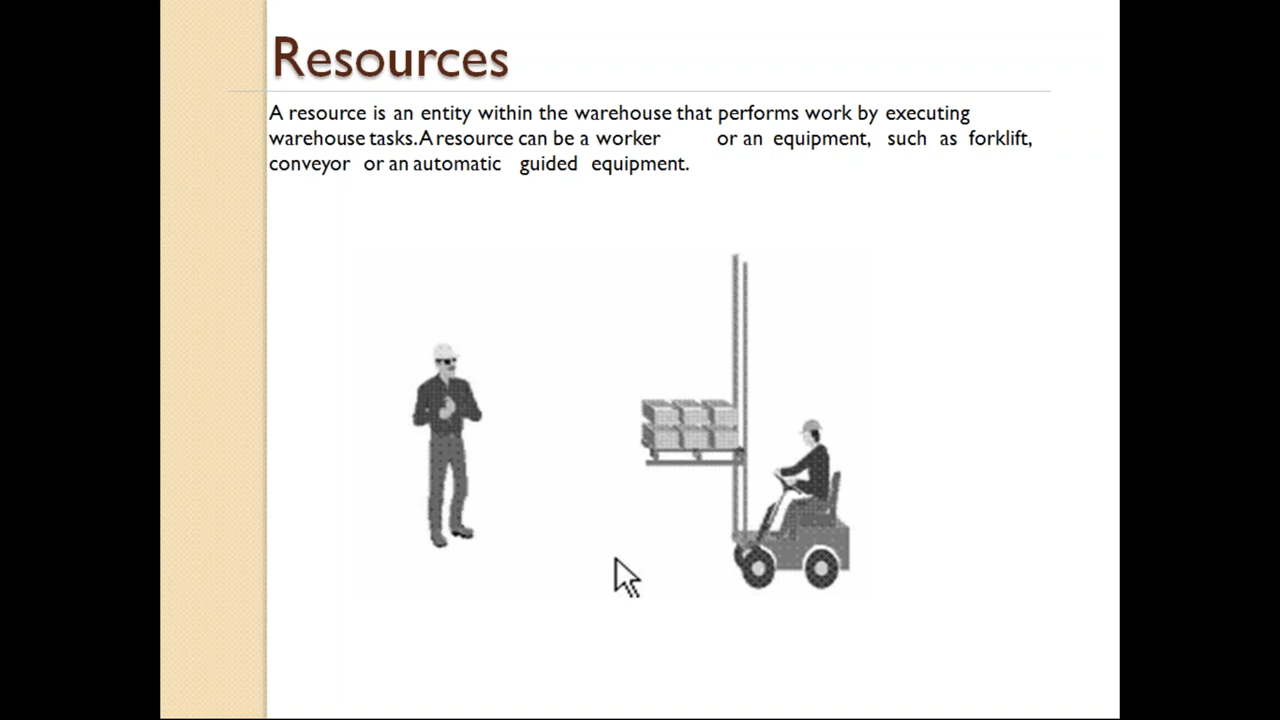 Resources
A resource is an entity within the warehouse that performs work by executing
warehouse tasks. A resource can be a worker or an equipment, such as forklift,
conveyor or an automatic guided equipment.